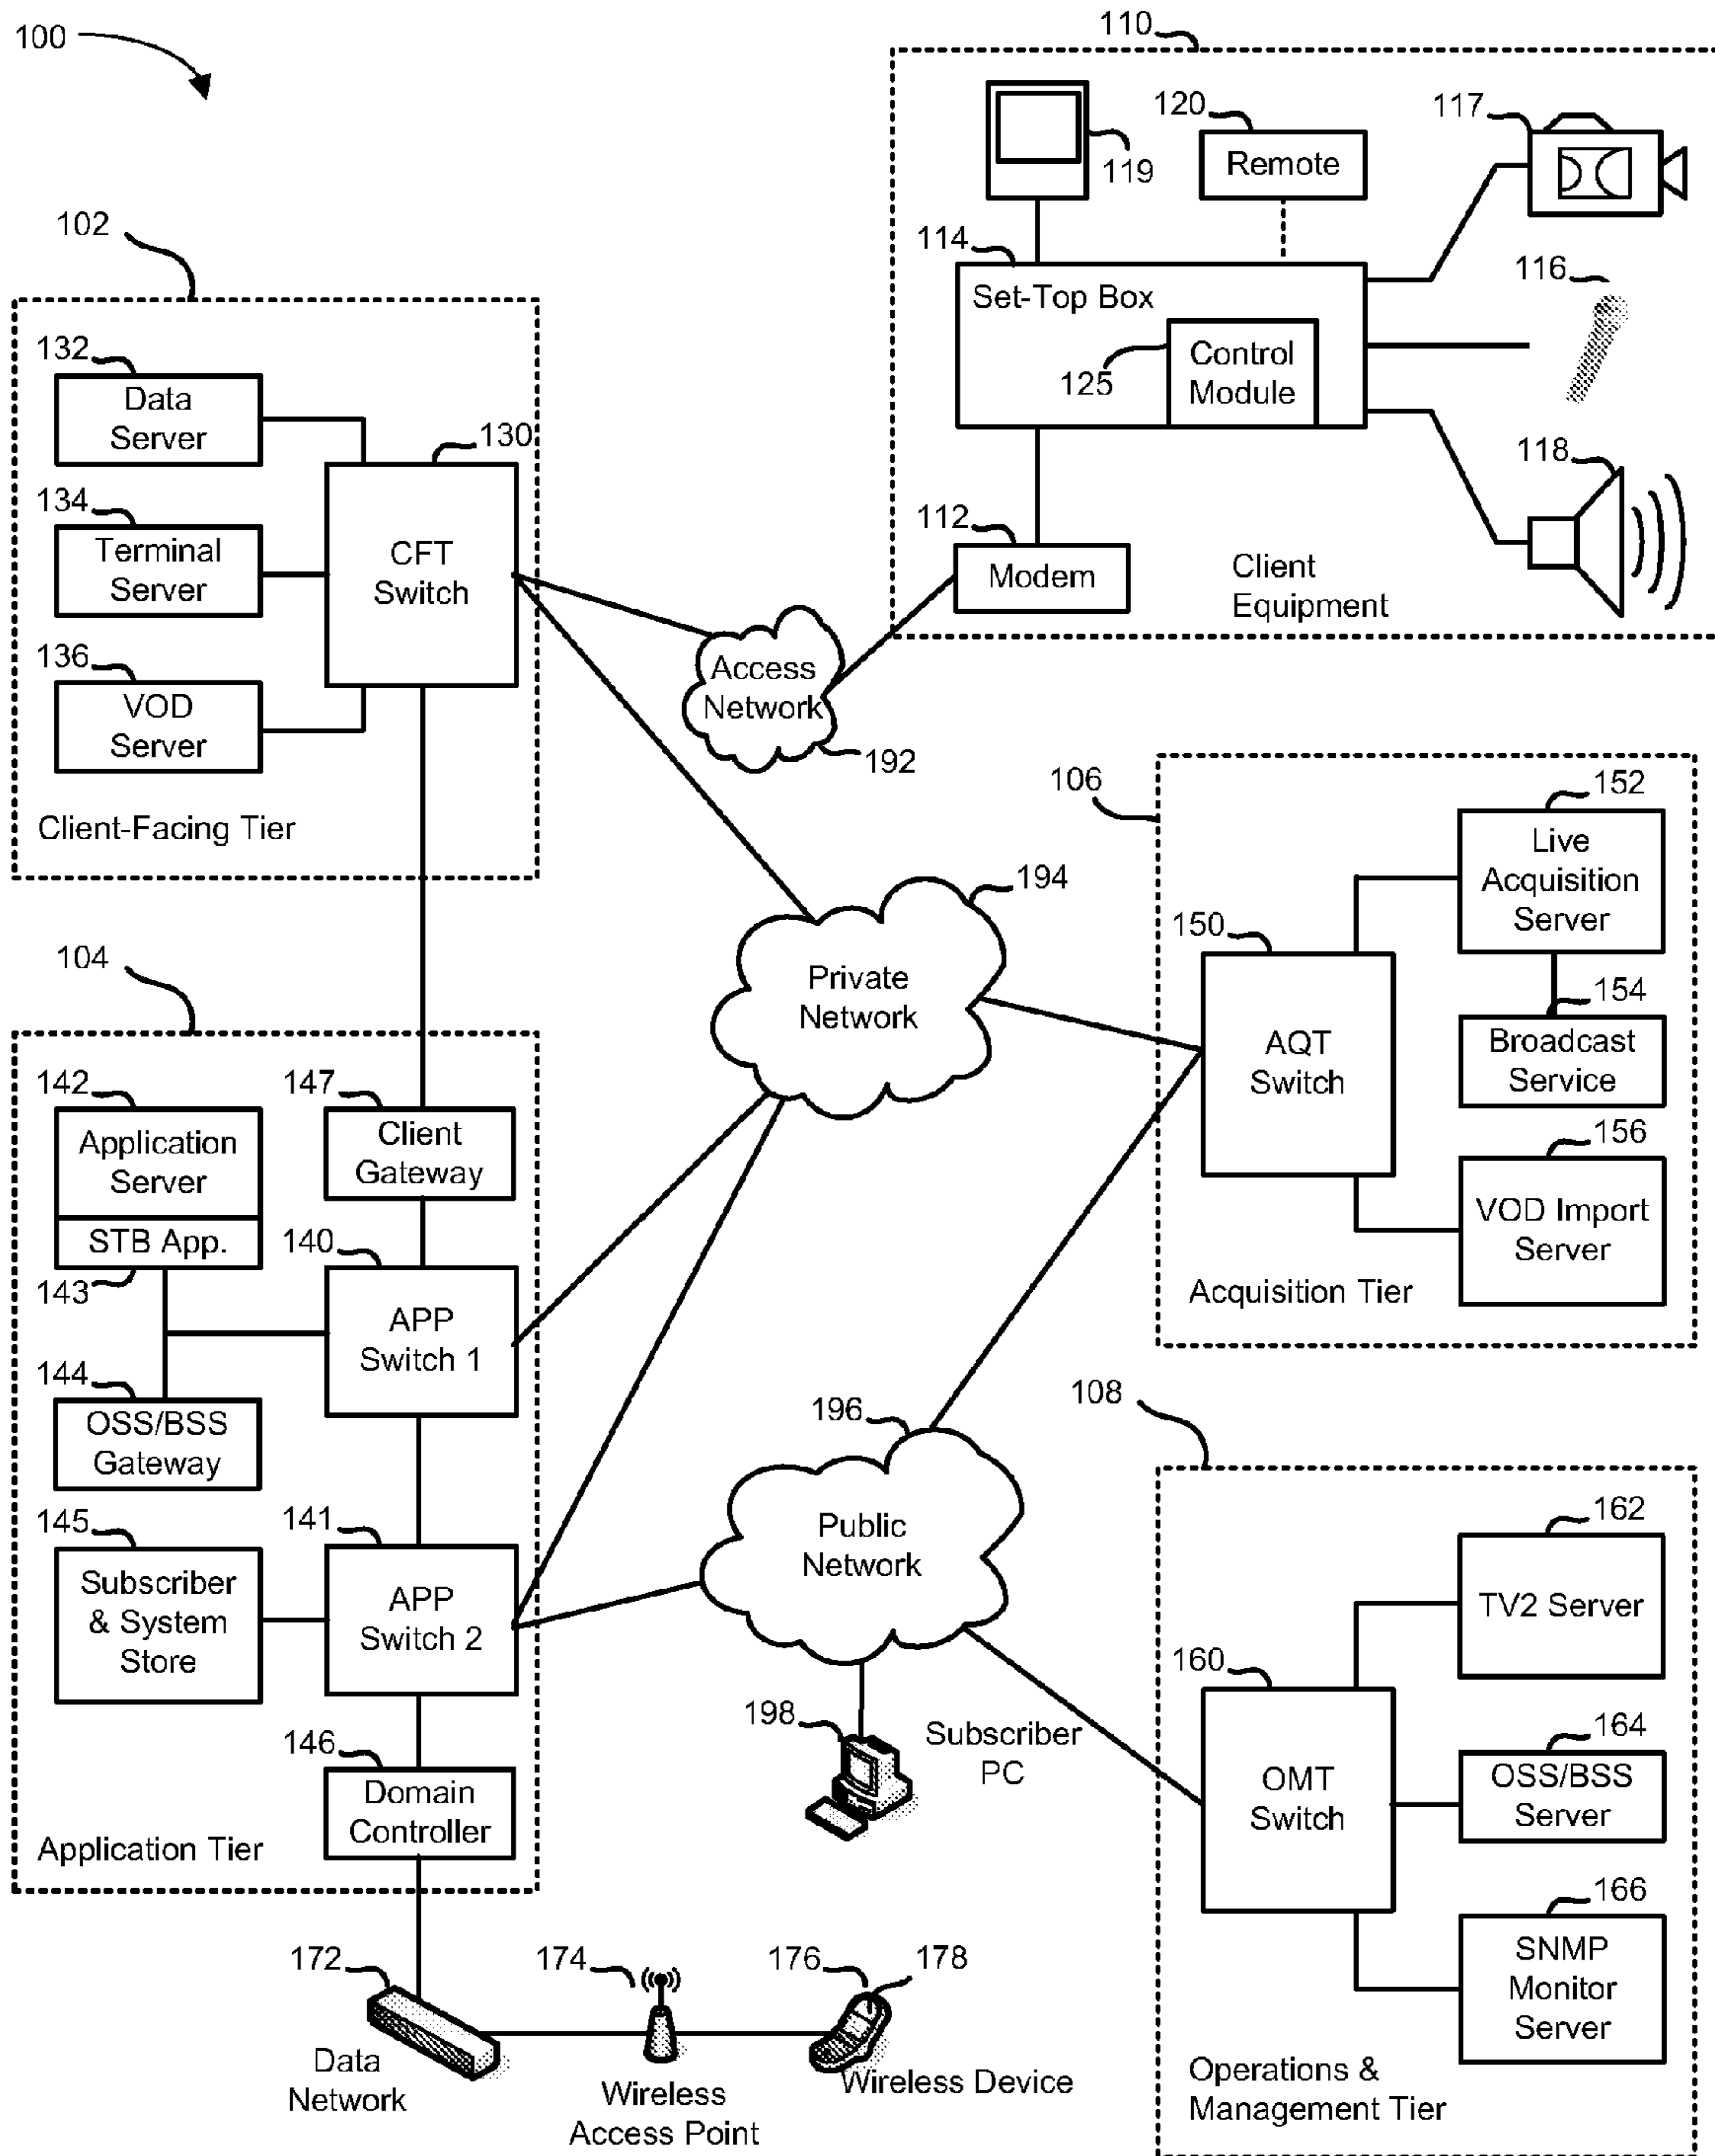 100
110
119
120
Remote
117
114
Set-Top Box
125
Control
Module
116
118
112
Modem
Client
Equipment
102
132
Data
Server
130
134
Terminal
Server
CFT
Switch
136
VOD
Server
Client-Facing Tier
Access
Network
192
194
Private
Network
106
152
Live
Acquisition
Server
150
AQT
Switch
154
Broadcast
Service
156
VOD Import
Server
Acquisition Tier
104
142
Application
Server
STB App.
143
147
Client
Gateway
140
APP
Switch 1
144
OSS/BSS
Gateway
145
Subscriber
& System
Store
141
APP
Switch 2
146
Domain
Controller
Application Tier
196
Public
Network
198
Subscriber
PC
108
162
TV2 Server
160
OMT
Switch
164
OSS/BSS
Server
166
SNMP
Monitor
Server
Operations &
Management Tier
172
Data
Network
174
Wireless
Access Point
176
178
Wireless Device